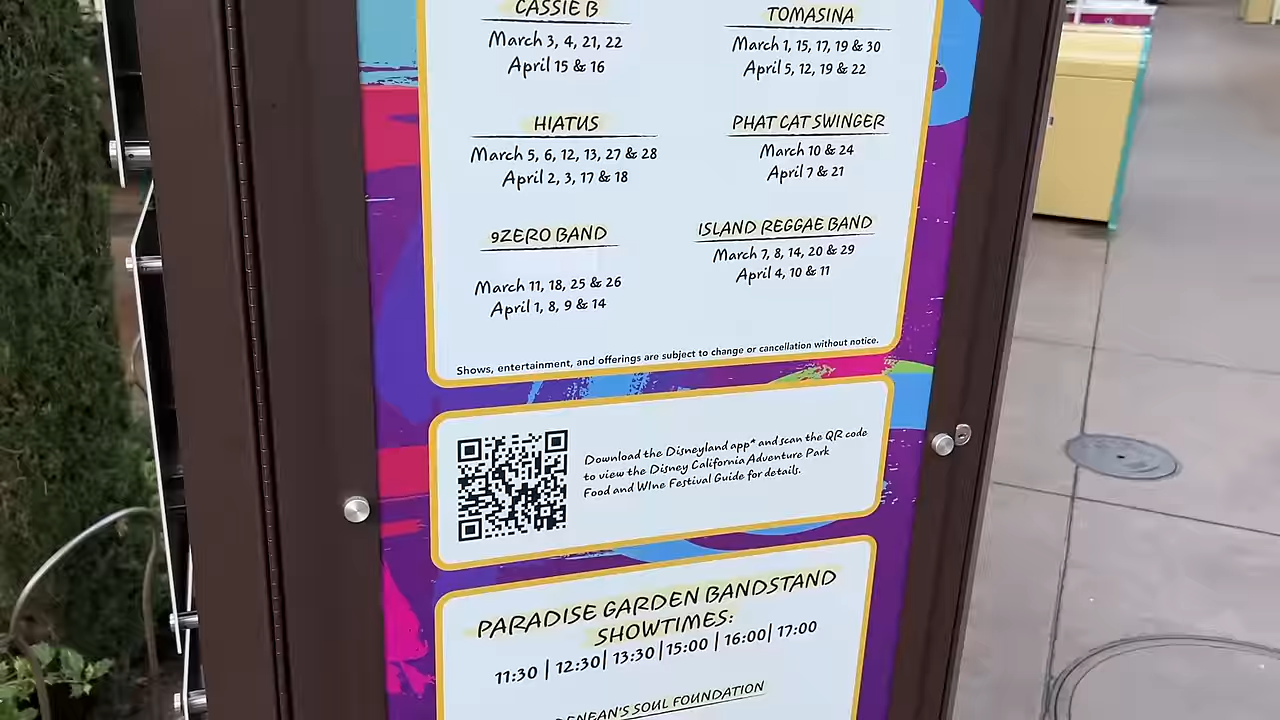 CASSIE B
March 3, 4, 21, 22
April 15 & 16
TOMASINA
March 1, 15, 17, 19 & 30
April 5, 12, 19 & 22
HIATUS
March 5, 6, 12, 13, 27 & 28
April 2, 3, 17 & 18
PHAT CAT SWINGER
March 10 & 24
April 7 & 21
9ZERO BAND
March 11, 18, 25 & 26
April 1, 8, 9 & 14
ISLAND REGGAE BAND
March 7, 8, 14, 20 & 29
April 4, 10 & 11
Shows, entertainment, and offerings are subject to change or cancellation without notice.
Download the Disneyland app* and scan the QR code
to view the Disney California Adventure Park
Food and WIne Festival Guide for details.
PARADISE GARDEN BANDSTAND
SHOWTIMES:
11:30 | 12:30| 13:30 |15:00 | 16:00| 17:00
SOUL FOUNDATION